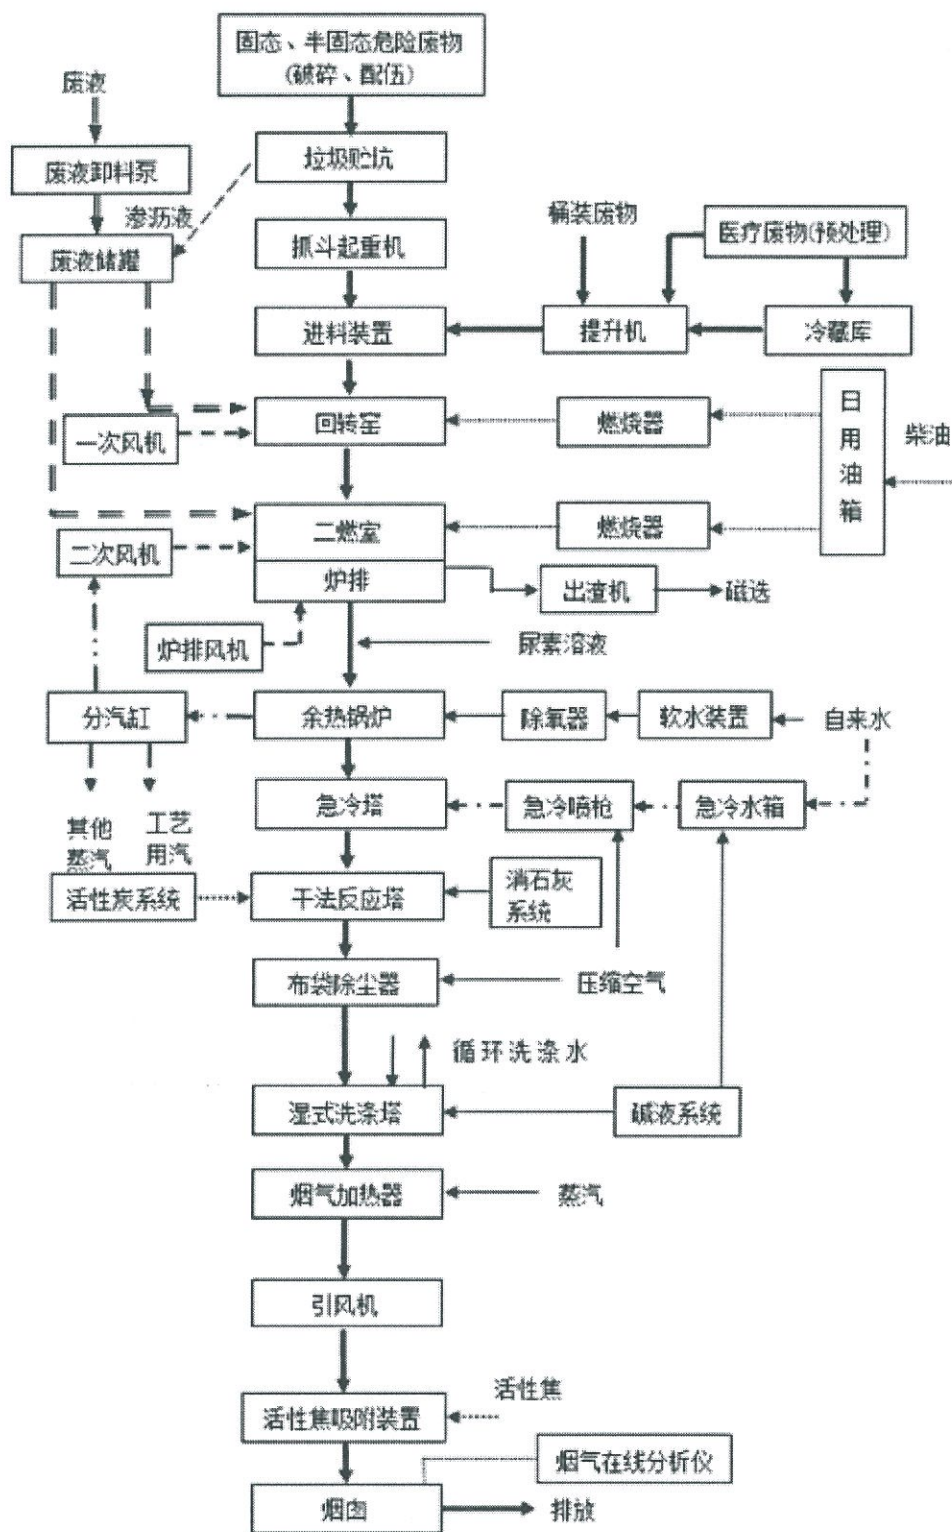 固态、半固态危险废物
(破碎、配伍)
废液
垃圾贮坑
废液卸料泵
渗沥液
桶装废物
医疗废物(预处理)
抓斗起重机
废液储罐
进料装置
提升机
冷藏库
日用油箱
回转窑
燃烧器
一次风机
柴油
二燃室
燃烧器
二次风机
炉排
出渣机
磁选
炉排风机
尿素溶液
分汽缸
余热锅炉
除氧器
软水装置
自来水
急冷塔
急冷喷枪
急冷水箱
其他
蒸汽
工艺
用汽
活性炭系统
干法反应塔
消石灰
系统
布袋除尘器
压缩空气
循环洗涤水
湿式洗涤塔
碱液系统
烟气加热器
蒸汽
引风机
活性焦
活性焦吸附装置
烟气在线分析仪
烟囱
排放